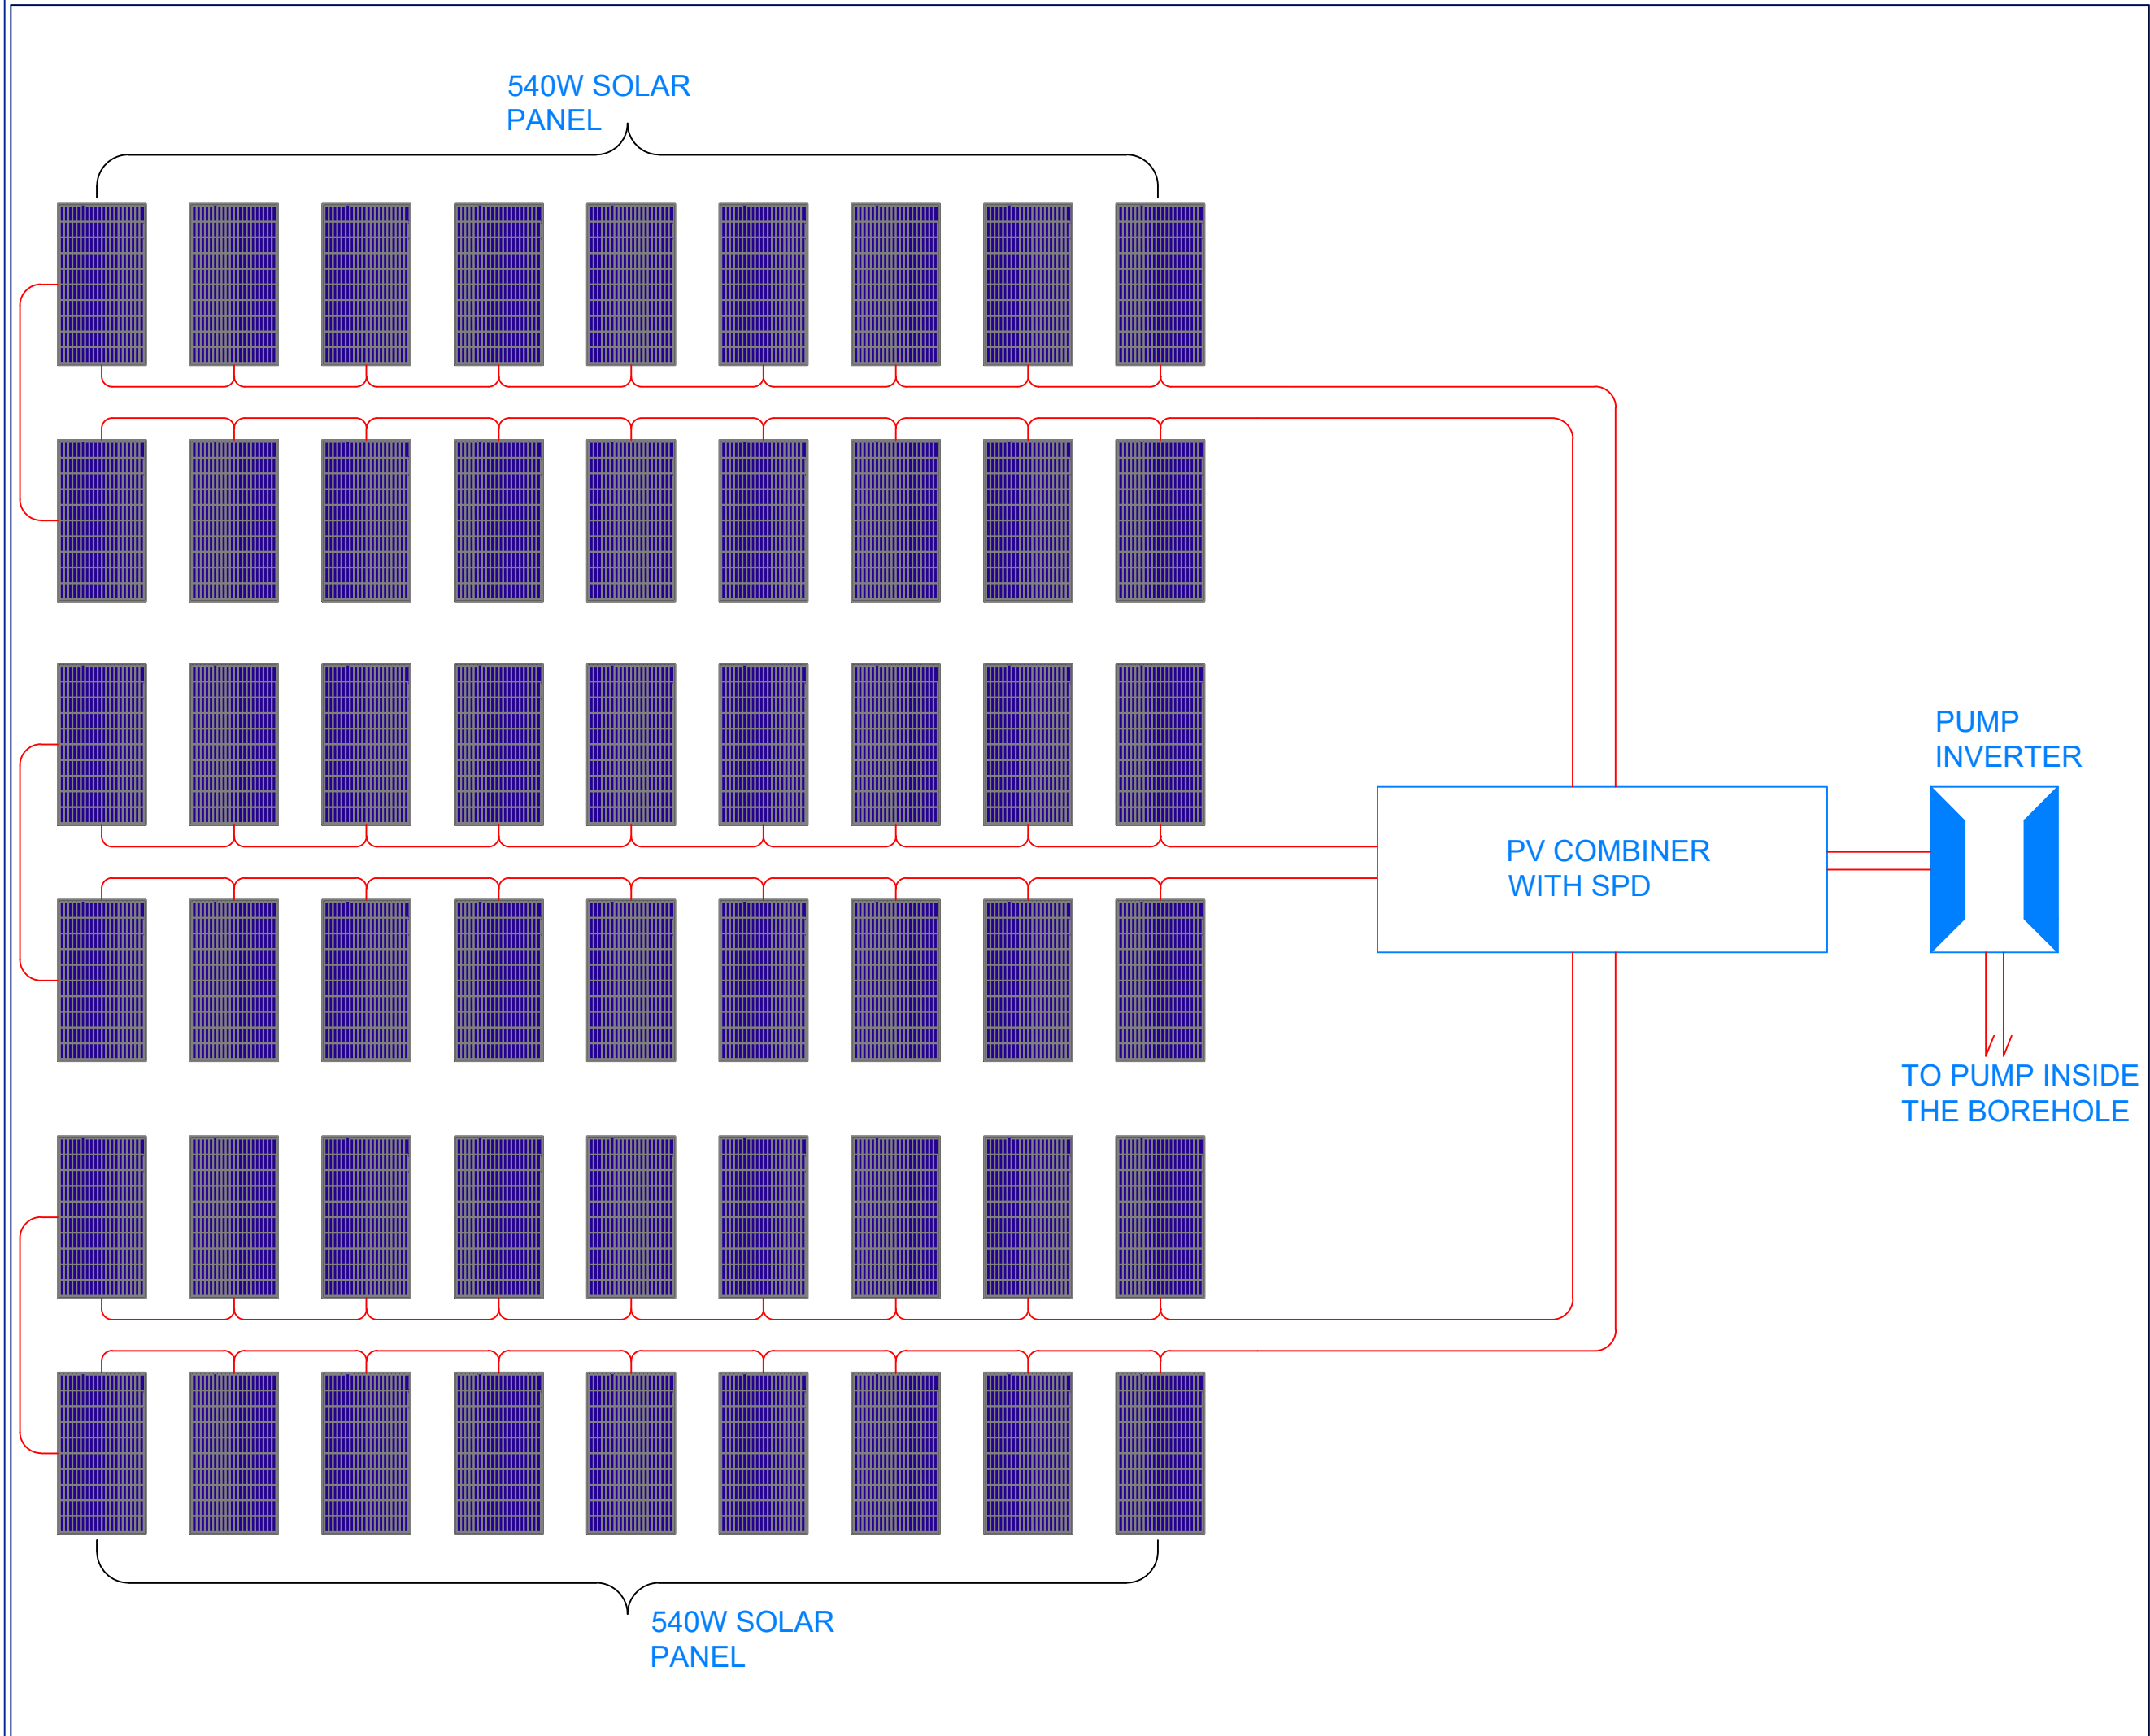 540W SOLAR
PANEL
PUMP
INVERTER
PV COMBINER
WITH SPD
TO PUMP INSIDE
THE BOREHOLE
540W SOLAR
PANEL